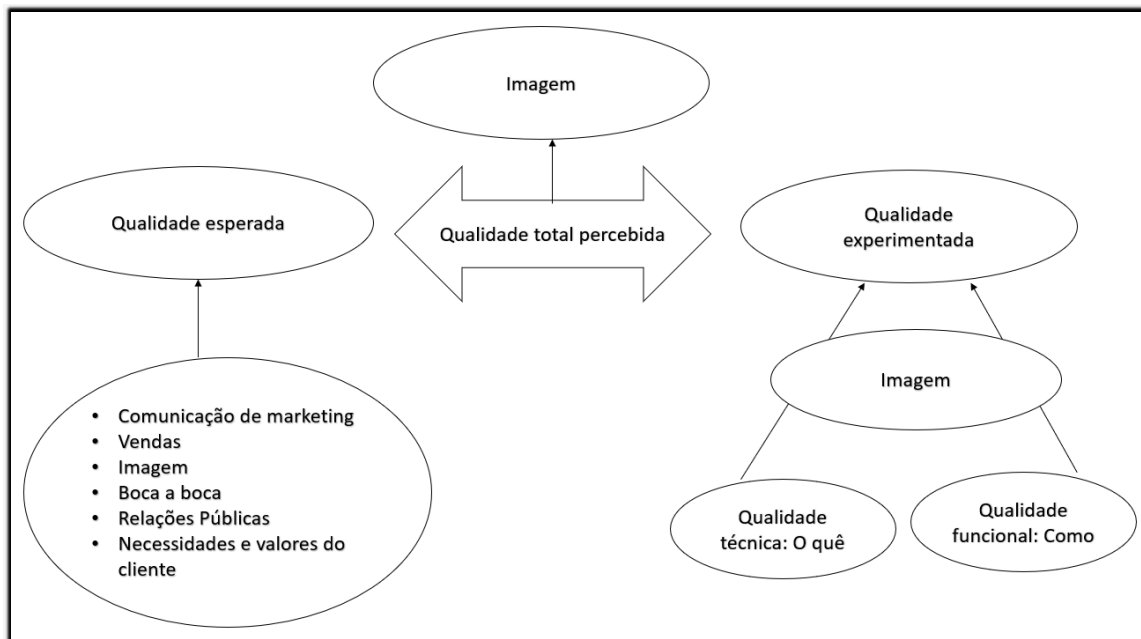 Imagem
Qualidade esperada
Qualidade total percebida
Qualidade
experimentada
• Comunicação de marketing
• Vendas
• Imagem
• Boca a boca
• Relações Públicas
• Necessidades e valores do
cliente
Imagem
Qualidade
técnica: O quê
Qualidade
funcional: Como